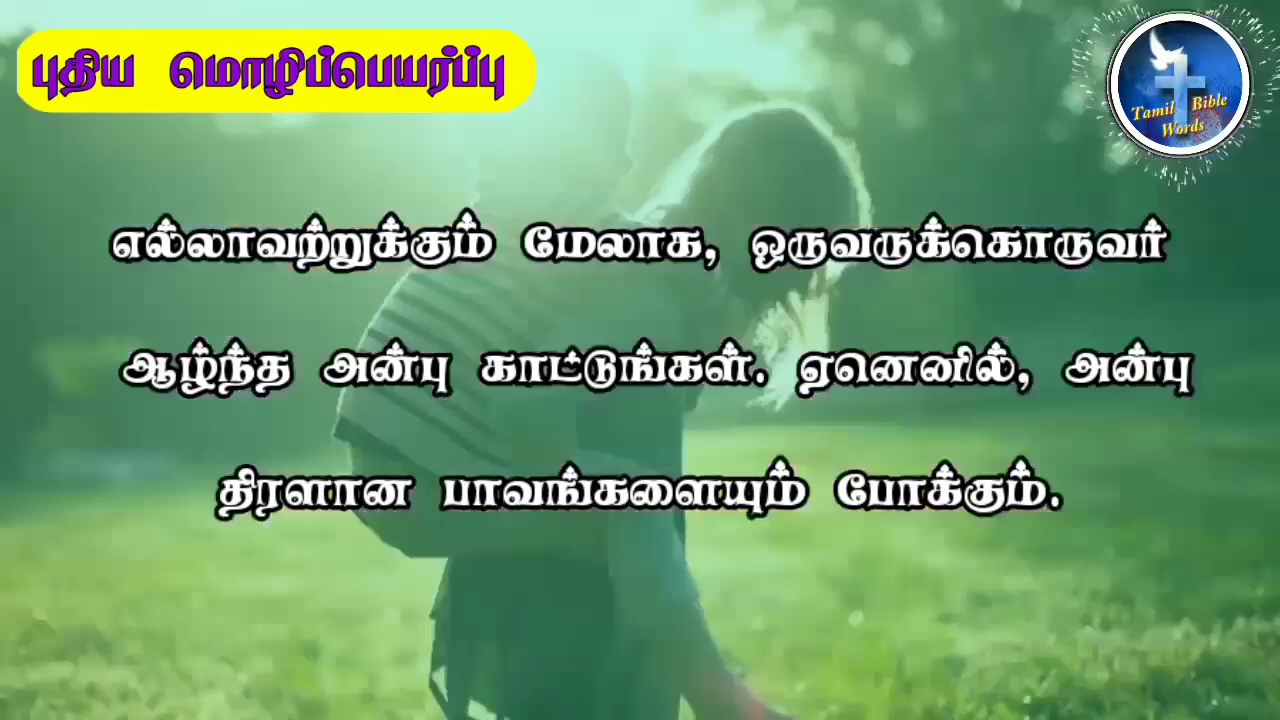 புதிய மொழிப்பெயர்ப்பு
Tamil Bible
Words
எல்லாவற்றுக்கும் மேலாக, ஒருவருக்கொருவர்
ஆழ்ந்த அன்பு காட்டுங்கள். ஏனெனில், அன்பு
திரளான பாவங்களையும் போக்கும்.